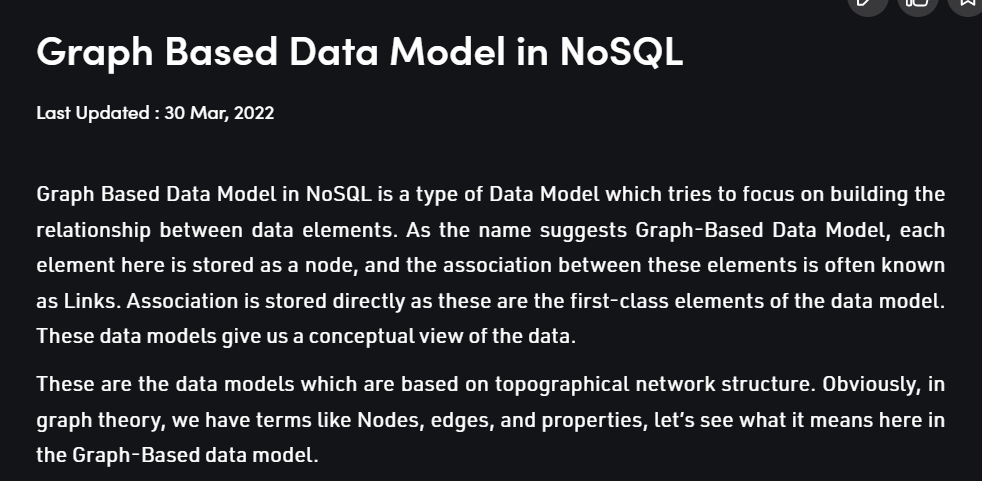 Graph Based Data Model in NoSQL
Last Updated : 30 Mar, 2022
Graph Based Data Model in NoSQL is a type of Data Model which tries to focus on building the
relationship between data elements. As the name suggests Graph-Based Data Model, each
element here is stored as a node, and the association between these elements is often known
as Links. Association is stored directly as these are the first-class elements of the data model.
These data models give us a conceptual view of the data.
These are the data models which are based on topographical network structure. Obviously, in
graph theory, we have terms like Nodes, edges, and properties, let’s see what it means here in
the Graph-Based data model.